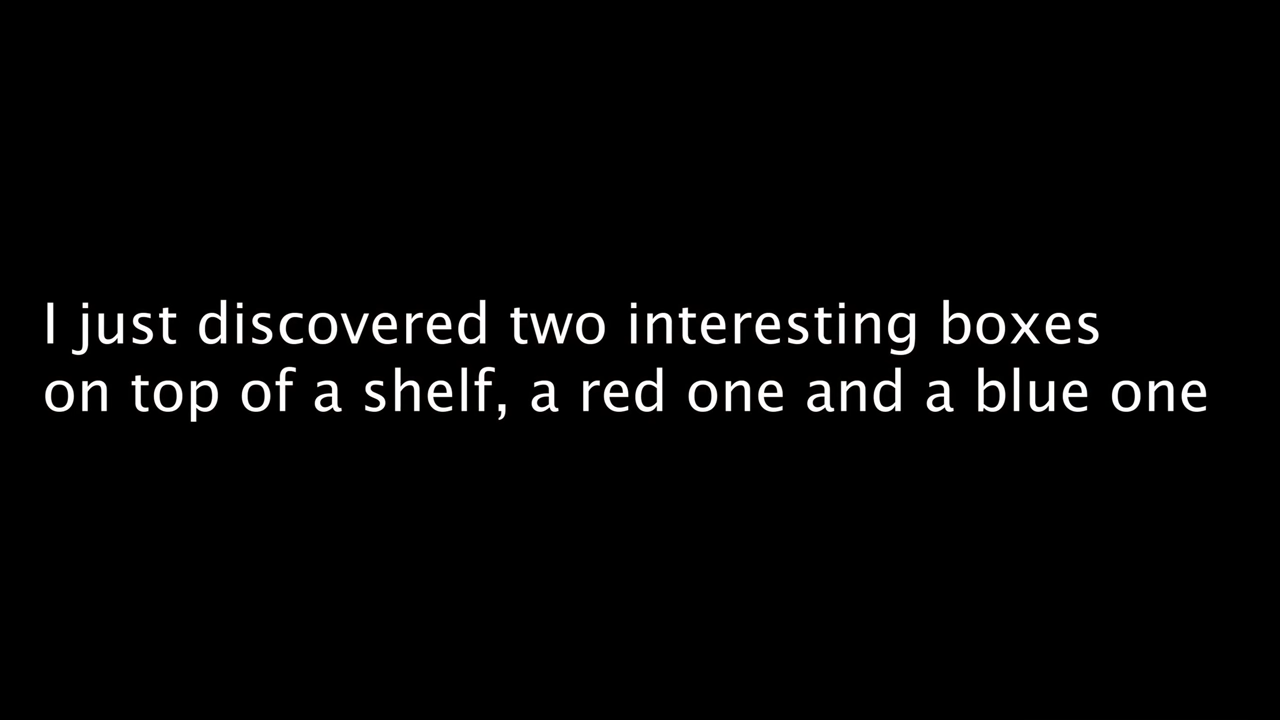 I just discovered two interesting boxes
on top of a shelf, a red one and a blue one